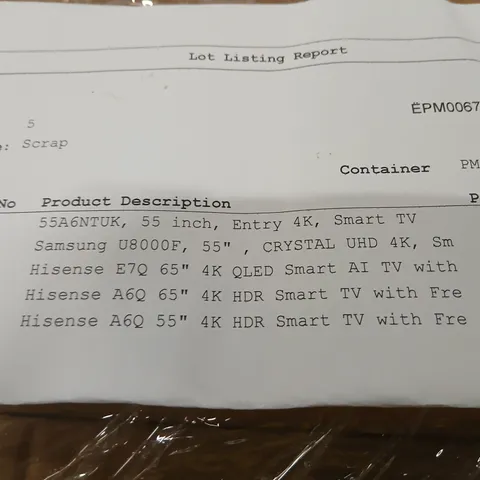 Lot Listing Report
EPM0067
5
e: Scrap
Container PM
No Product Description P
55A6NTUK, 55 inch, Entry 4K, Smart TV
Samsung U8000F, 55" , CRYSTAL UHD 4K, Sm
Hisense E7Q 65" 4K QLED Smart AI TV with
Hisense A6Q 65" 4K HDR Smart TV with Fre
Hisense A6Q 55" 4K HDR Smart TV with Fre